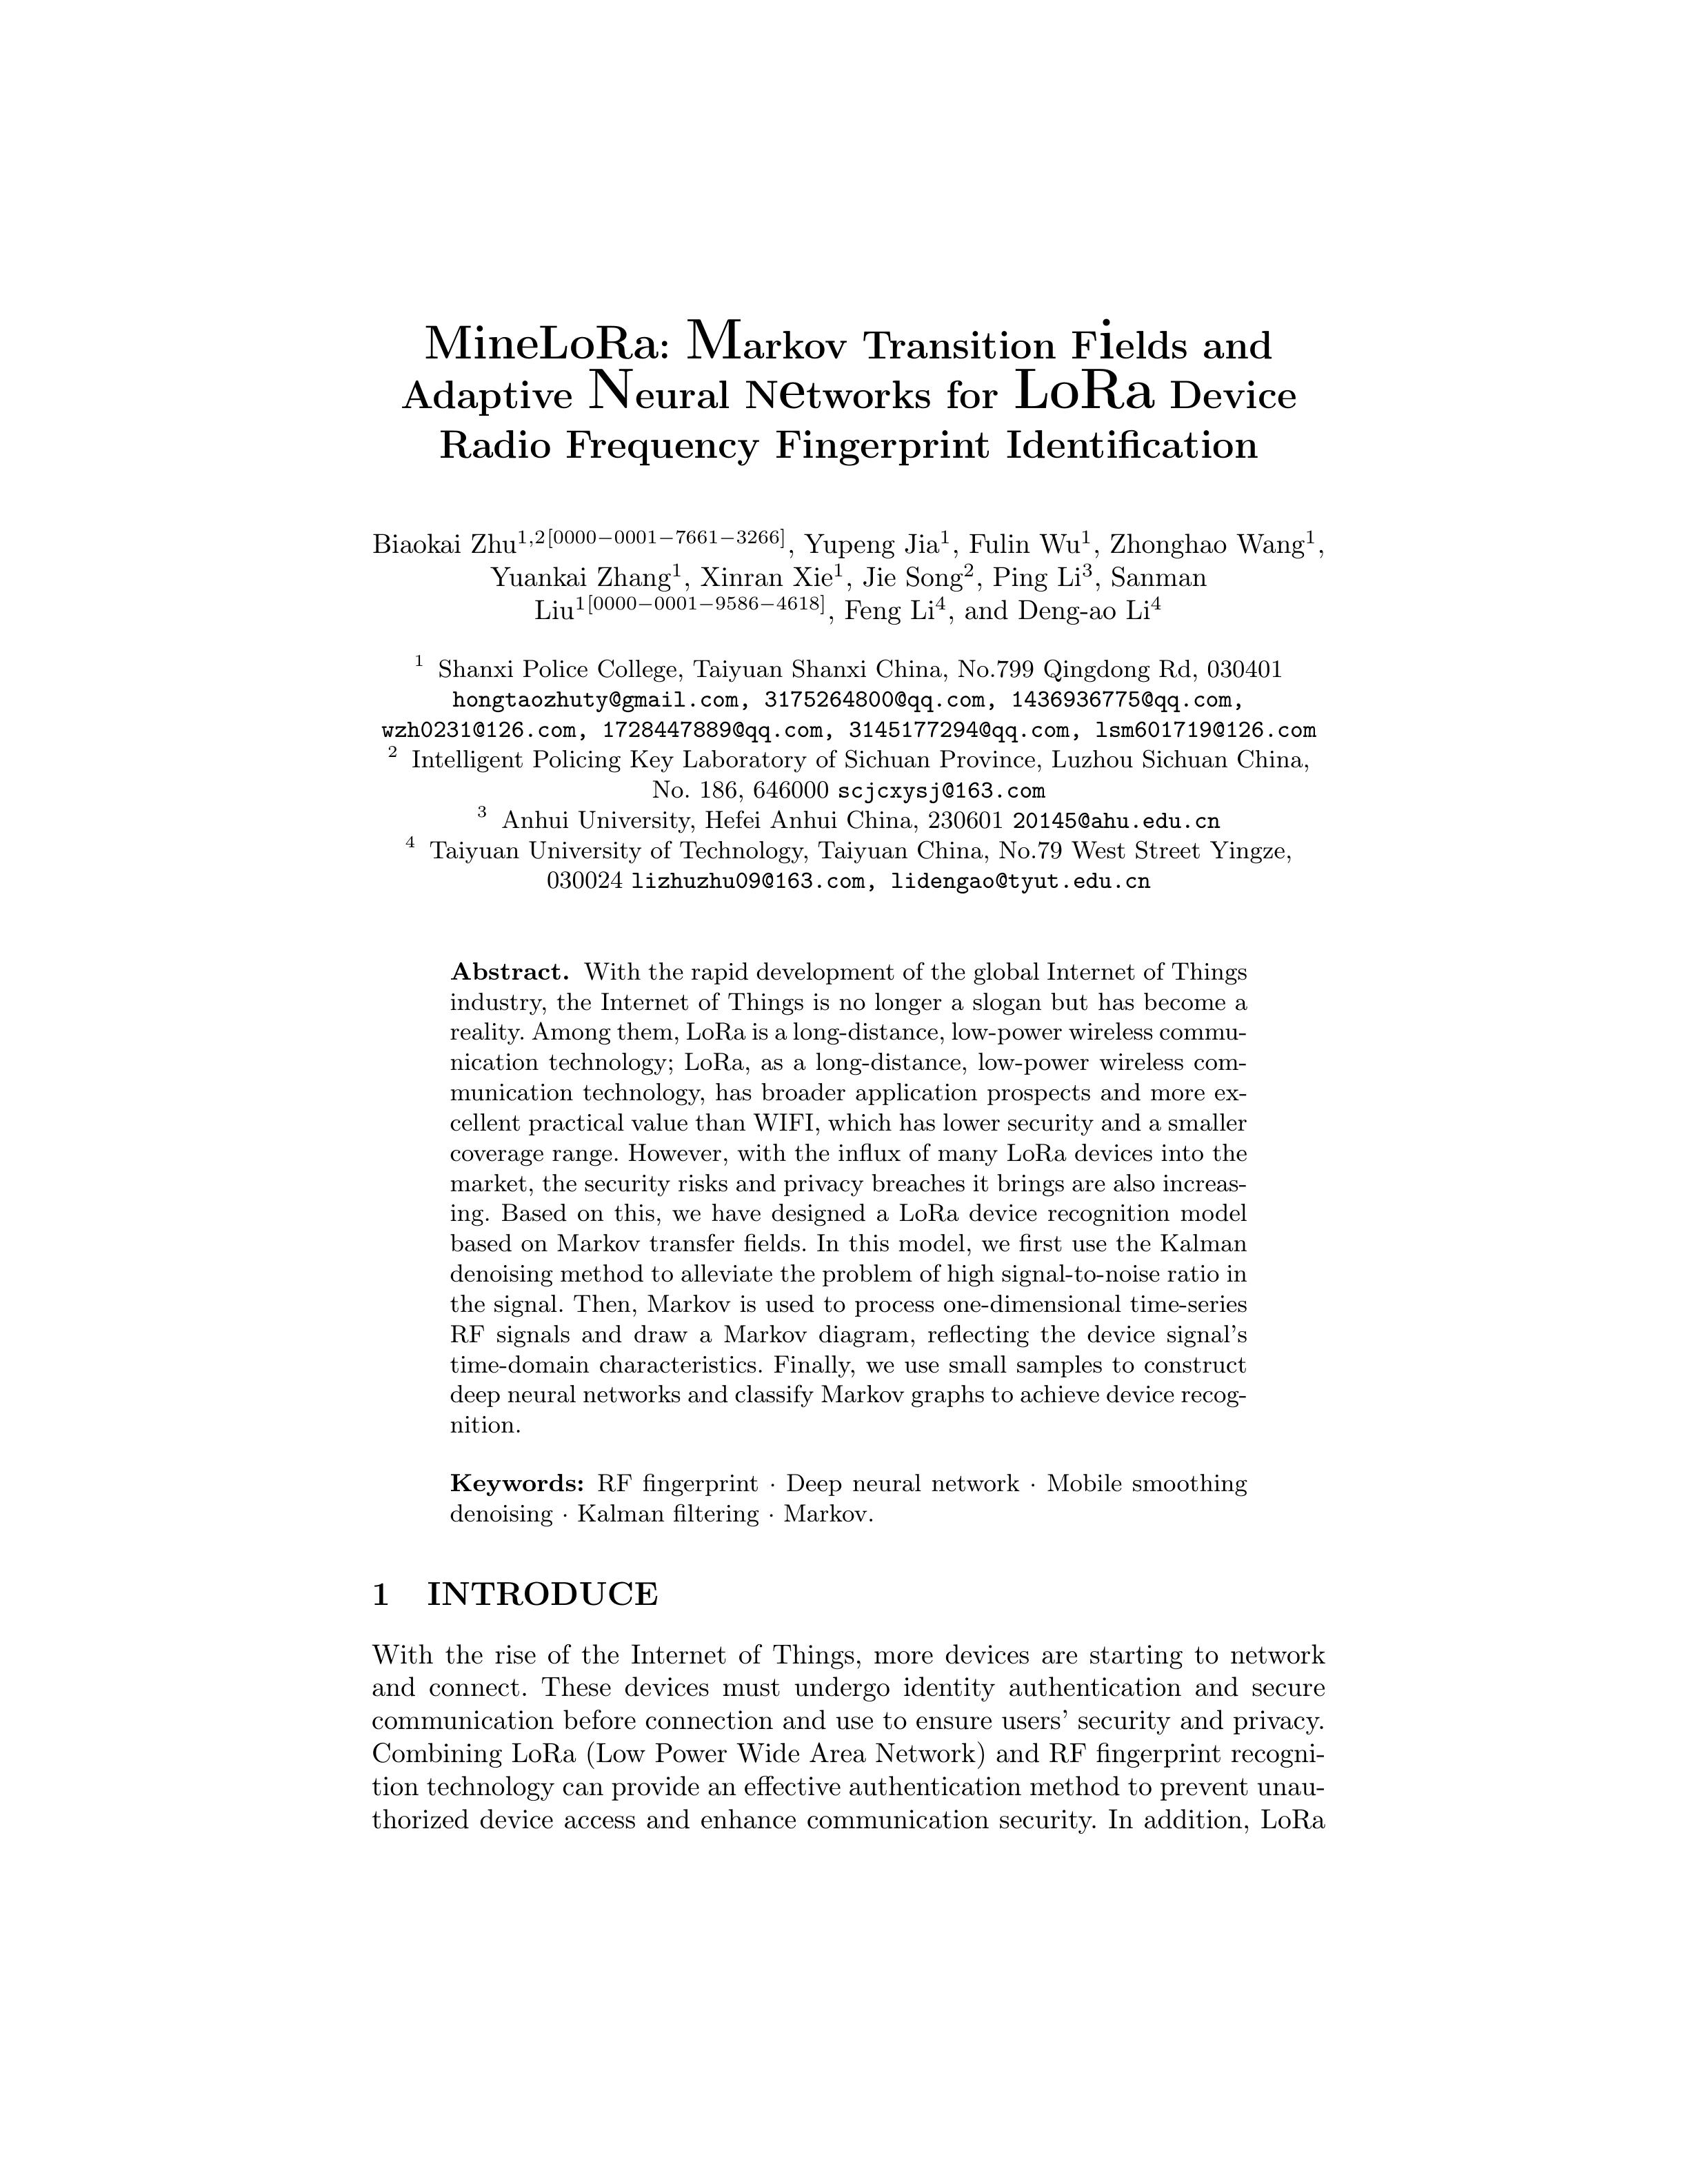 MineLoRa: Markov Transition Fields and
Adaptive Neural Networks for LoRa Device
Radio Frequency Fingerprint Identification
Biaokai Zhu1,2[0000−0001−7661−3266], Yupeng Jia1, Fulin Wu1, Zhonghao Wang1,
Yuankai Zhang1, Xinran Xie1, Jie Song2, Ping Li3, Sanman
Liu1[0000−0001−9586−4618], Feng Li4, and Deng-ao Li4
1 Shanxi Police College, Taiyuan Shanxi China, No.799 Qingdong Rd, 030401
hongtaozhuty@gmail.com, 3175264800@qq.com, 1436936775@qq.com,
wzh0231@126.com, 1728447889@qq.com, 3145177294@qq.com, lsm601719@126.com
2 Intelligent Policing Key Laboratory of Sichuan Province, Luzhou Sichuan China,
No. 186, 646000 scjcxysj@163.com
3 Anhui University, Hefei Anhui China, 230601 20145@ahu.edu.cn
4 Taiyuan University of Technology, Taiyuan China, No.79 West Street Yingze,
030024 lizhuzhu09@163.com, lidengao@tyut.edu.cn
Abstract. With the rapid development of the global Internet of Things
industry, the Internet of Things is no longer a slogan but has become a
reality. Among them, LoRa is a long-distance, low-power wireless commu-
nication technology; LoRa, as a long-distance, low-power wireless com-
munication technology, has broader application prospects and more ex-
cellent practical value than WIFI, which has lower security and a smaller
coverage range. However, with the influx of many LoRa devices into the
market, the security risks and privacy breaches it brings are also increas-
ing. Based on this, we have designed a LoRa device recognition model
based on Markov transfer fields. In this model, we first use the Kalman
denoising method to alleviate the problem of high signal-to-noise ratio in
the signal. Then, Markov is used to process one-dimensional time-series
RF signals and draw a Markov diagram, reflecting the device signal's
time-domain characteristics. Finally, we use small samples to construct
deep neural networks and classify Markov graphs to achieve device recog-
nition.
Keywords: RF fingerprint · Deep neural network · Mobile smoothing
denoising · Kalman filtering · Markov.
1 INTRODUCE
With the rise of the Internet of Things, more devices are starting to network
and connect. These devices must undergo identity authentication and secure
communication before connection and use to ensure users' security and privacy.
Combining LoRa (Low Power Wide Area Network) and RF fingerprint recogni-
tion technology can provide an effective authentication method to prevent unau-
thorized device access and enhance communication security. In addition, LoRa